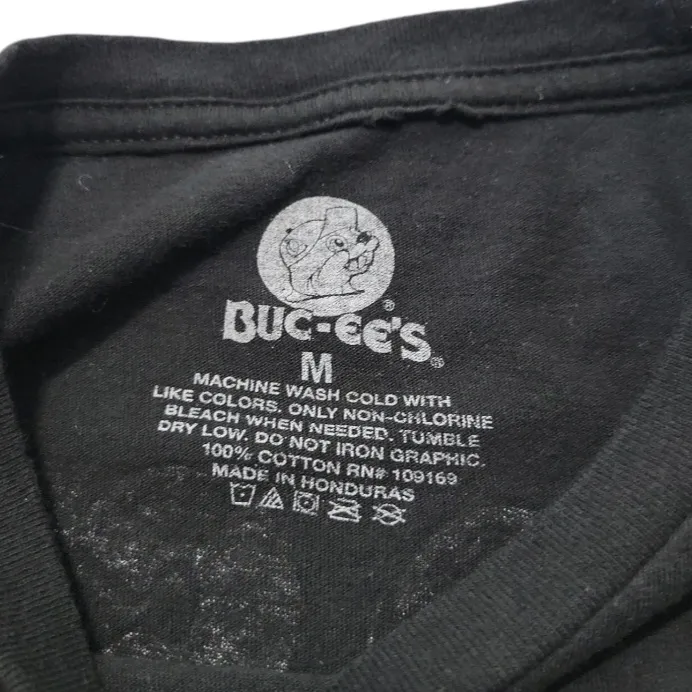 BUC-EE'S®
M
MACHINE WASH COLD WITH
LIKE COLORS. ONLY NON-CHLORINE
BLEACH WHEN NEEDED. TUMBLE
DRY LOW. DO NOT IRON GRAPHIC.
100% COTTON RN# 109169
MADE IN HONDURAS